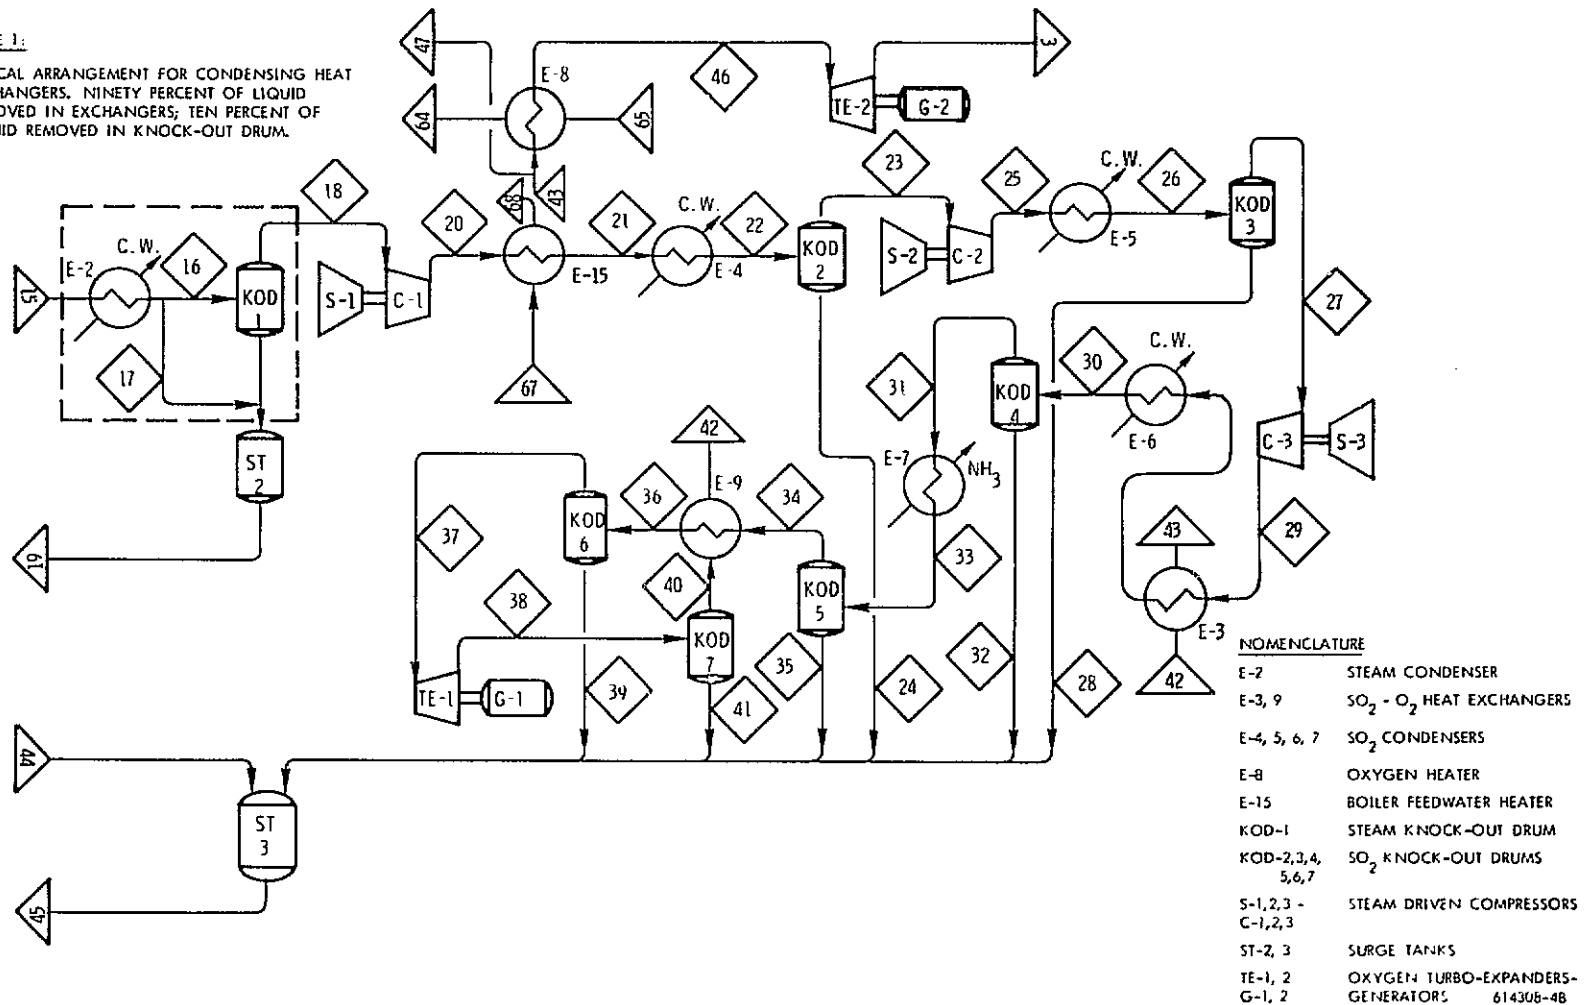 E 1:
CAL ARRANGEMENT FOR CONDENSING HEAT
HANGERS. NINETY PERCENT OF LIQUID
OVED IN EXCHANGERS; TEN PERCENT OF
ID REMOVED IN KNOCK-OUT DRUM.
47
E-8
46
3
64
65
TE-2
G-2
18
68
43
23
25
C.W.
26
KOD
3
20
21
C.W.
22
KOD
2
E-2
C.W.
16
E-15
E-4
S-2
C-2
E-5
15
KOD
1
S-1
C-1
27
17
67
31
KOD
4
30
C.W.
ST
2
42
E-7
NH3
E-6
C-3
S-3
19
37
KOD
6
36
E-9
34
33
43
29
38
40
KOD
7
KOD
5
E-3
TE-1
G-1
39
41
35
24
32
28
42
44
ST
3
45
NOMENCLATURE
E-2 STEAM CONDENSER
E-3, 9 SO2 - O2 HEAT EXCHANGERS
E-4, 5, 6, 7 SO2 CONDENSERS
E-8 OXYGEN HEATER
E-15 BOILER FEEDWATER HEATER
KOD-1 STEAM KNOCK-OUT DRUM
KOD-2,3,4, SO2 KNOCK-OUT DRUMS
5,6,7
S-1,2,3 - STEAM DRIVEN COMPRESSORS
C-1,2,3
ST-2, 3 SURGE TANKS
TE-1, 2 OXYGEN TURBO-EXPANDERS-
G-1, 2 GENERATORS 614308-4B